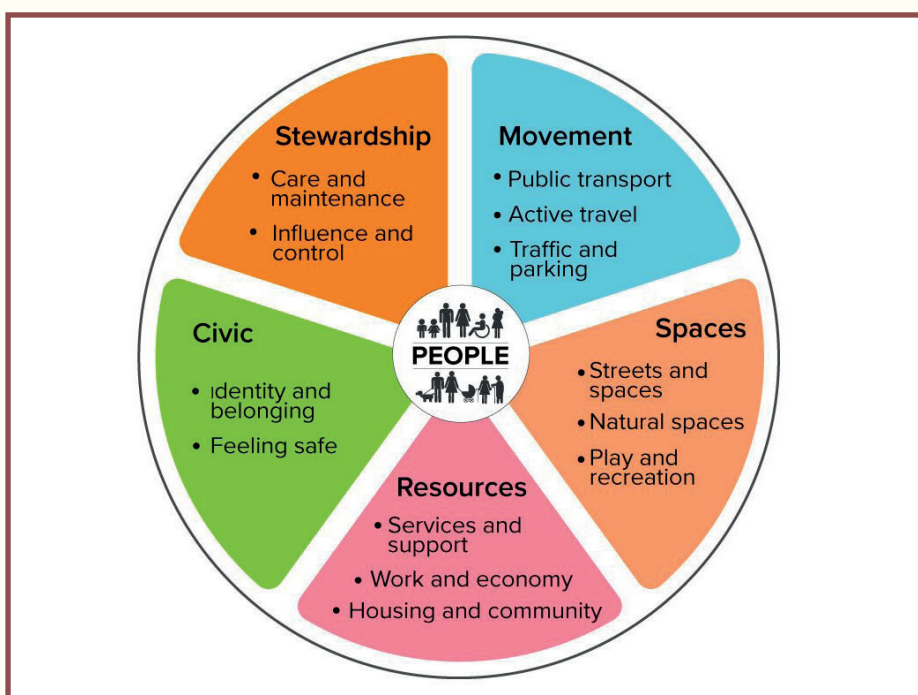 Stewardship
• Care and
maintenance
• Influence and
control
Movement
• Public transport
• Active travel
• Traffic and
parking
Spaces
• Streets and
spaces
• Natural spaces
• Play and
recreation
Resources
• Services and
support
• Work and economy
• Housing and community
Civic
• Identity and
belonging
• Feeling safe
PEOPLE